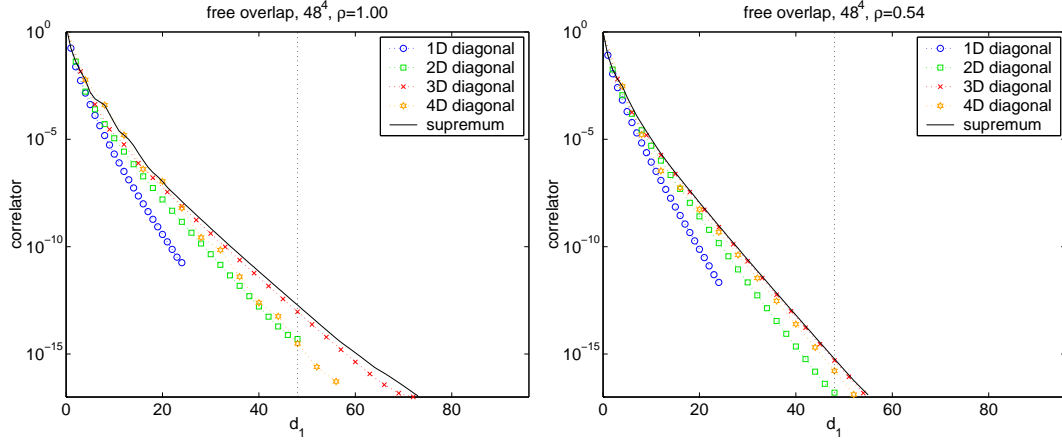 free overlap, 48⁴, ρ=1.00
10⁰
10⁻⁵
10⁻¹⁰
10⁻¹⁵
correlator
0 20 40 60 80
d₁
1D diagonal
2D diagonal
3D diagonal
4D diagonal
supremum
free overlap, 48⁴, ρ=0.54
10⁰
10⁻⁵
10⁻¹⁰
10⁻¹⁵
correlator
0 20 40 60 80
d₁
1D diagonal
2D diagonal
3D diagonal
4D diagonal
supremum